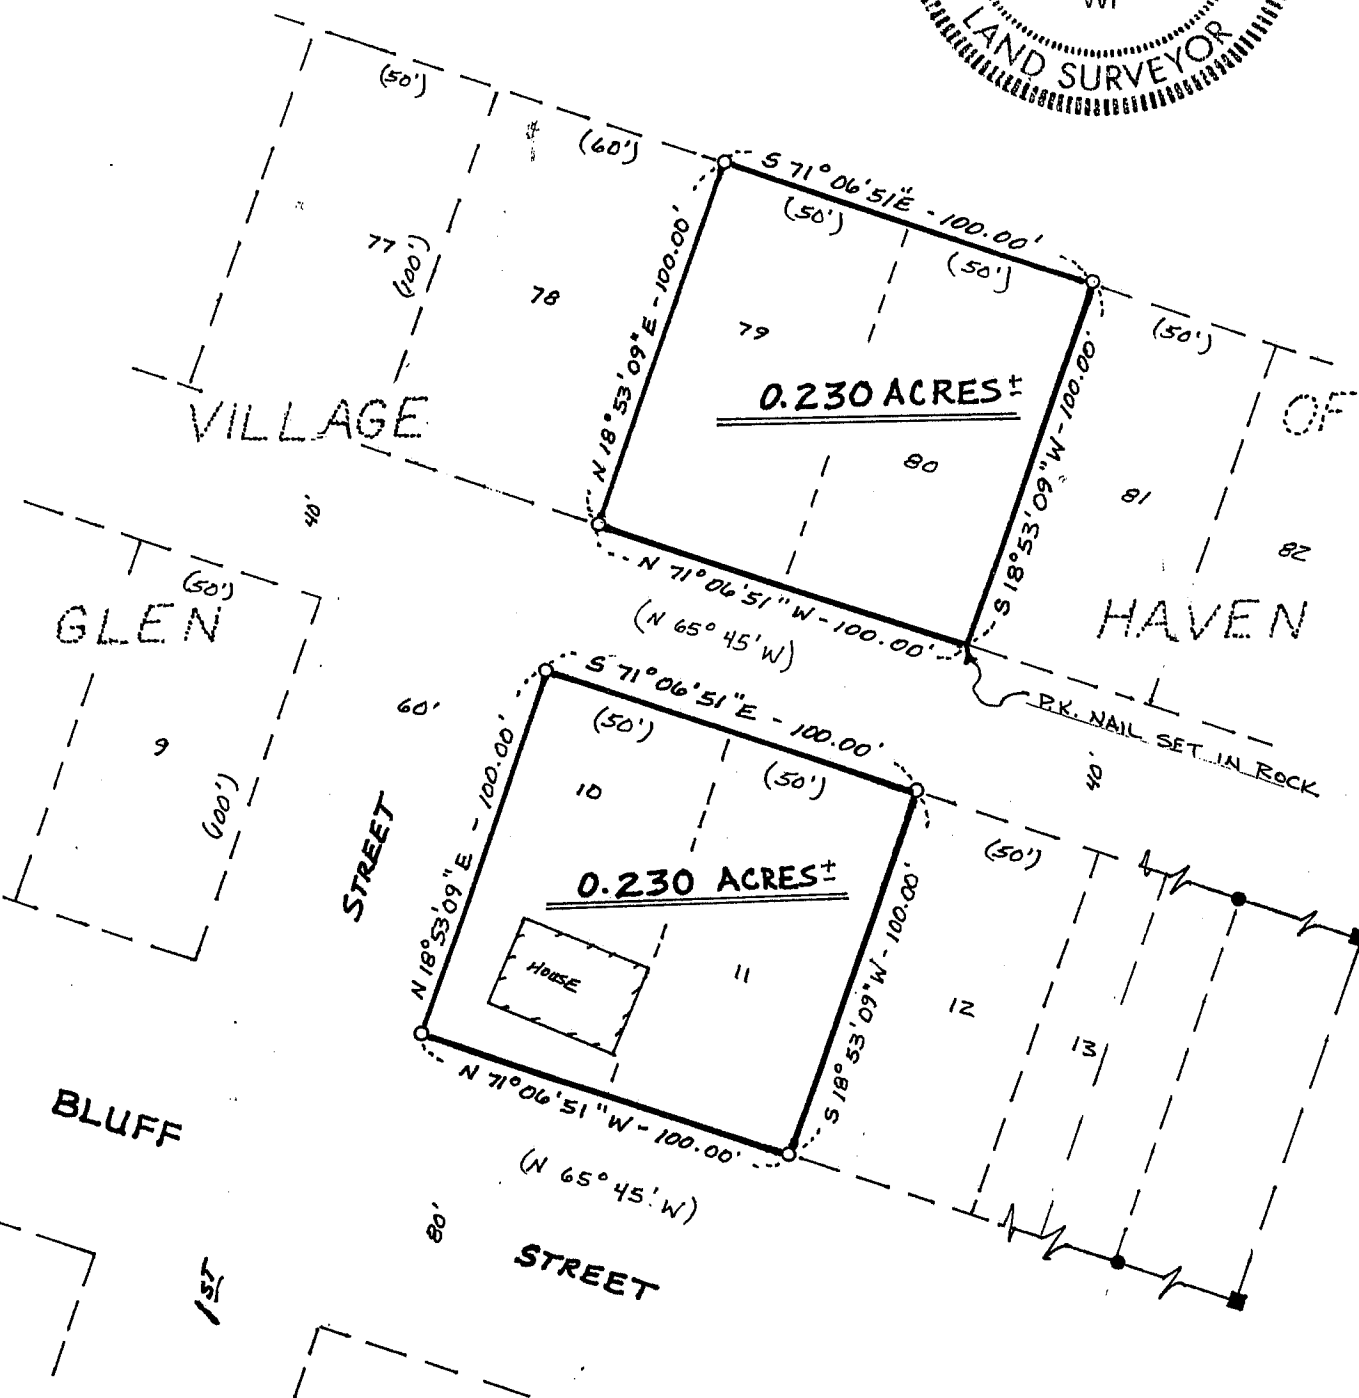 WI
LAND SURVEYOR
(50')
(60')
S 71° 06' 51" E - 100.00'
(50')
(50')
(50')
77
(100')
78
N 18° 53' 09" E - 100.00'
79
0.230 ACRES±
80
S 18° 53' 09" W - 100.00'
81
82
VILLAGE
OF
40'
N 71° 06' 51" W - 100.00'
(N 65° 45' W)
GLEN
HAVEN
(50')
9
(100')
60'
STREET
P.K. NAIL SET IN ROCK
40'
S 71° 06' 51" E - 100.00'
(50')
(50')
(50')
10
N 18° 53' 09" E - 100.00'
0.230 ACRES±
HOUSE
11
S 18° 53' 09" W - 100.00'
12
13
N 71° 06' 51" W - 100.00'
(N 65° 45' W)
BLUFF
80'
STREET
1ST